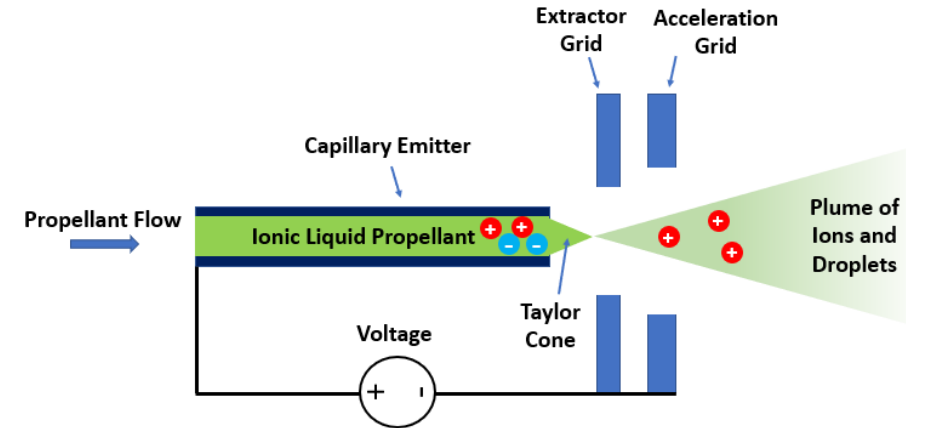 Extractor
Grid
Acceleration
Grid
Capillary Emitter
Propellant Flow
Ionic Liquid Propellant
+ +
- -
+
+
+
Plume of
Ions and
Droplets
Taylor
Cone
Voltage
+ -